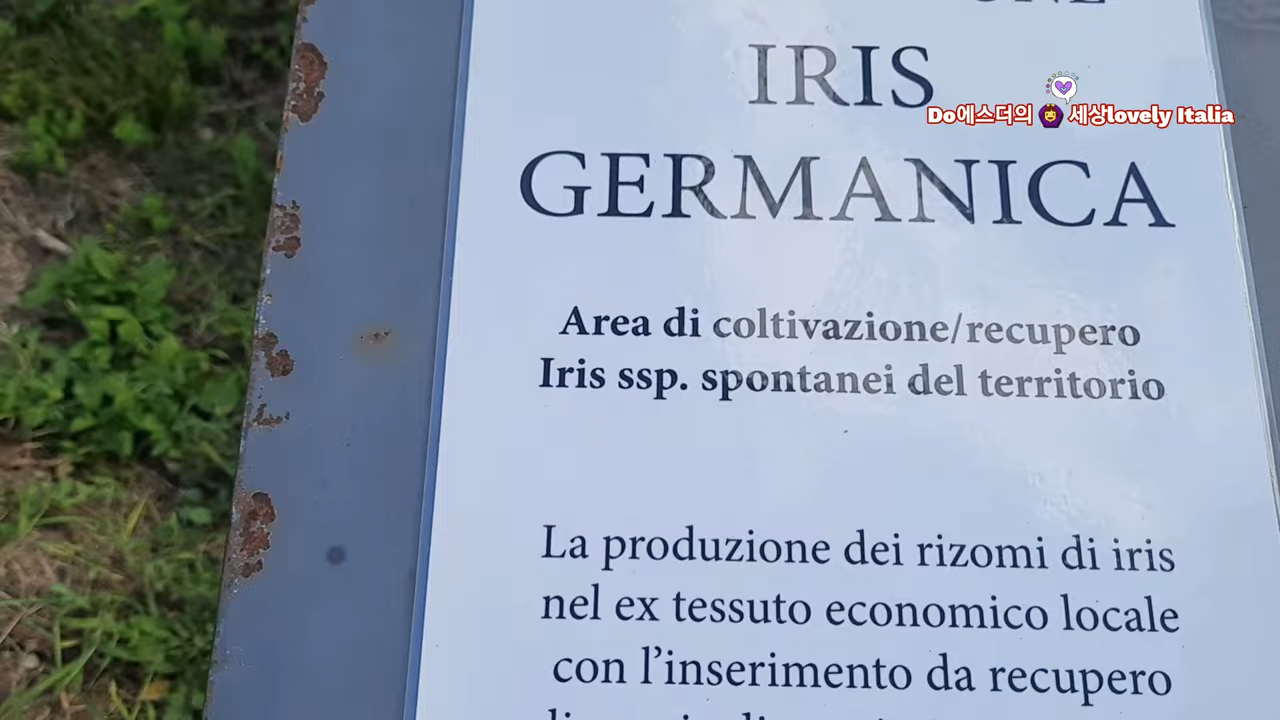 IRIS
Do에스더의 세상lovely Italia
GERMANICA
Area di coltivazione/recupero
Iris ssp. spontanei del territorio
La produzione dei rizomi di iris
nel ex tessuto economico locale
con l'inserimento da recupero